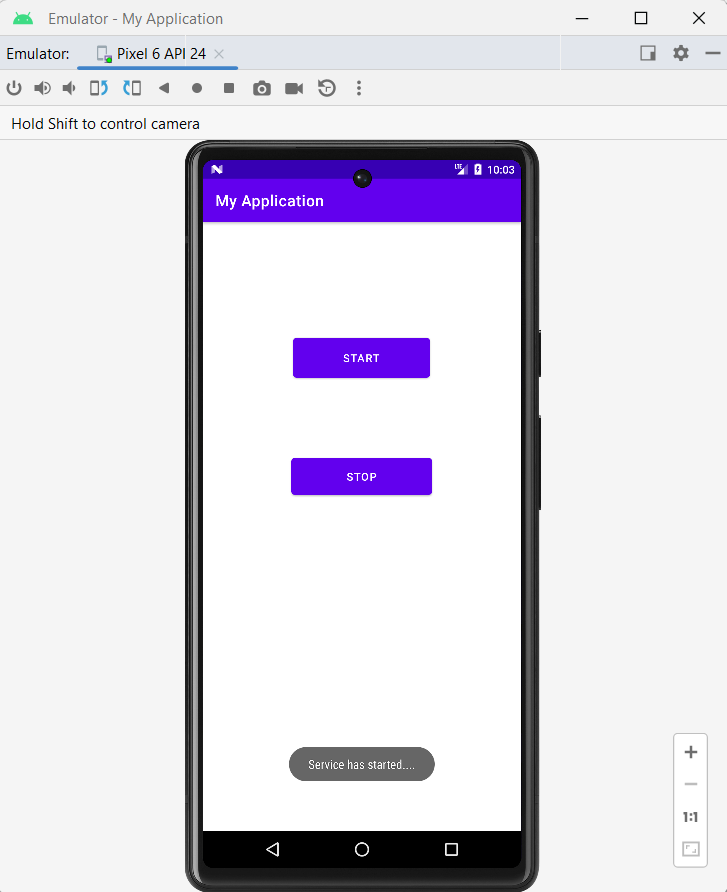 Emulator - My Application
Emulator: Pixel 6 API 24
Hold Shift to control camera
LTE 10:03
My Application
START
STOP
Service has started....
1:1